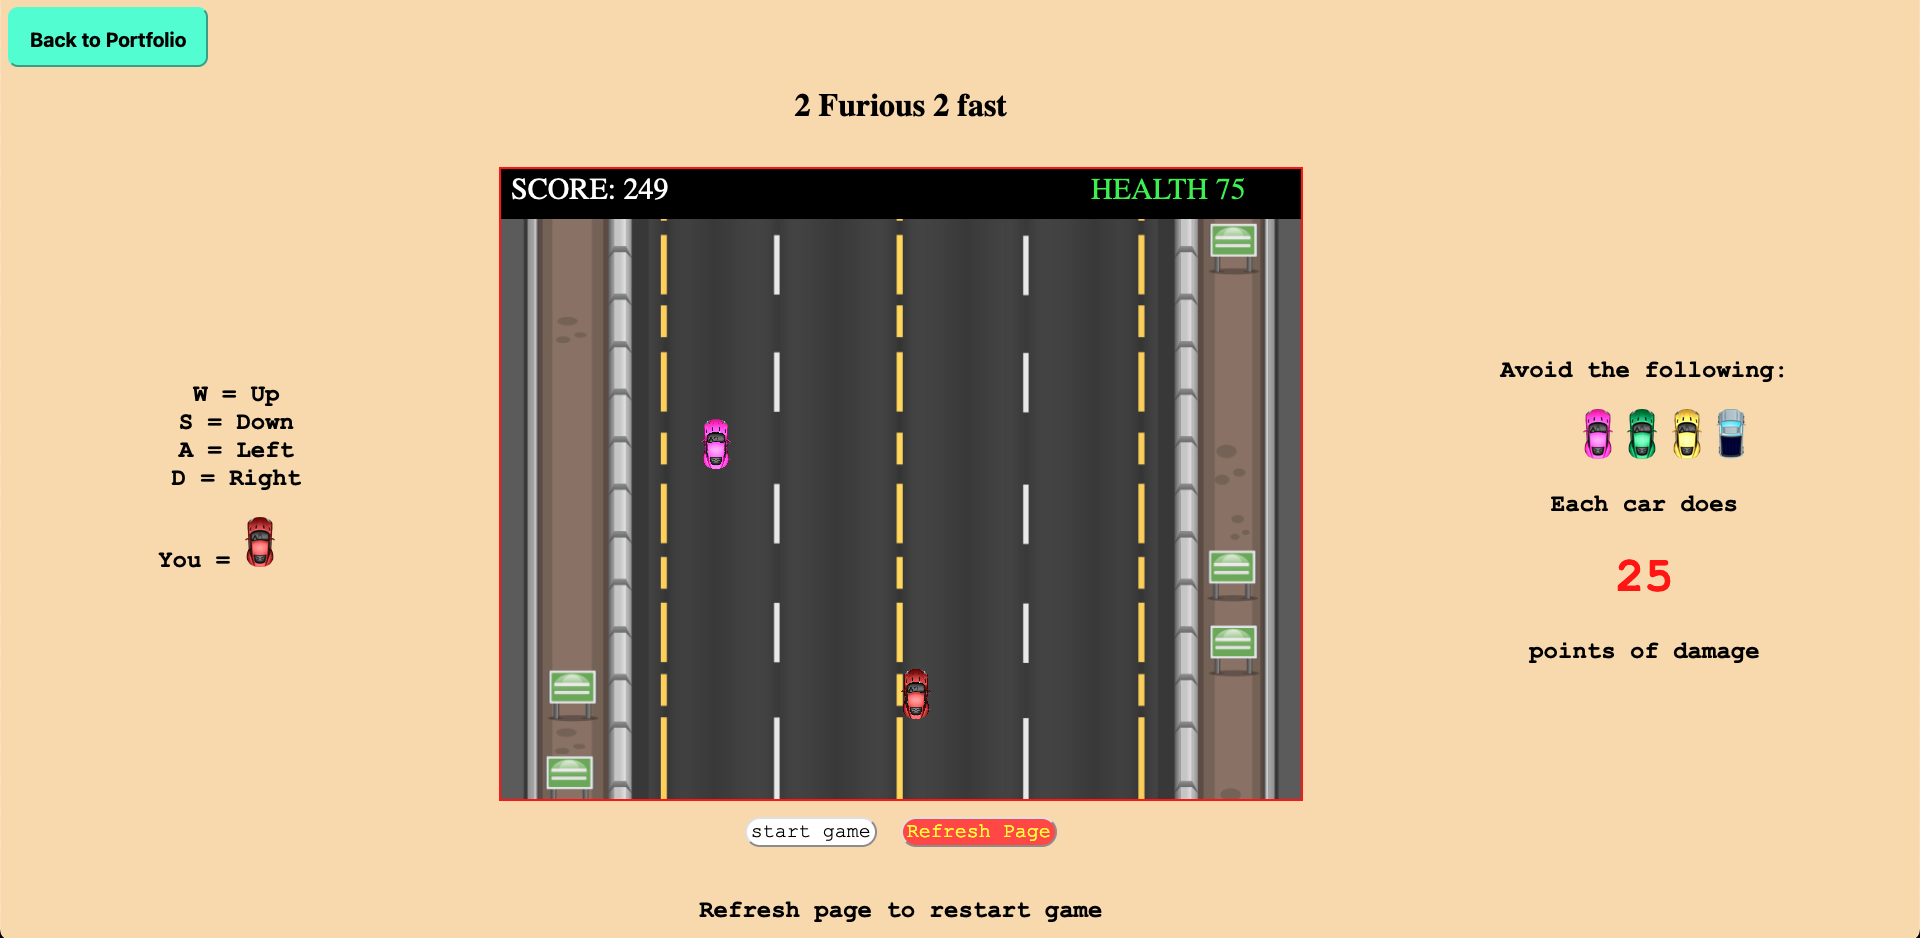 Back to Portfolio
2 Furious 2 fast
SCORE: 249 HEALTH 75
W = Up
S = Down
A = Left
D = Right
You =
Avoid the following:
Each car does
25
points of damage
start game Refresh Page
Refresh page to restart game